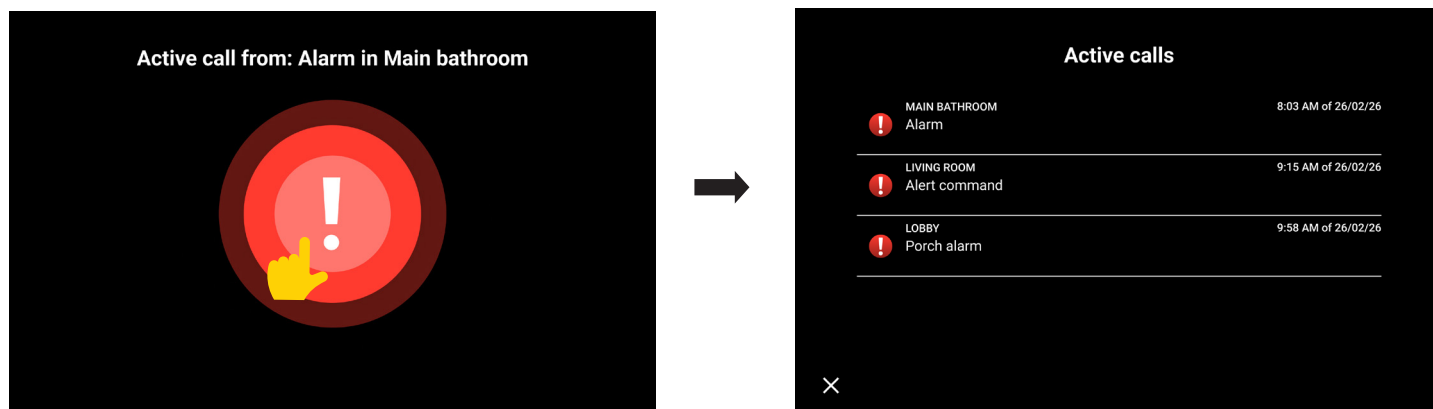 Active call from: Alarm in Main bathroom
Active calls
MAIN BATHROOM 8:03 AM of 26/02/26
Alarm
LIVING ROOM 9:15 AM of 26/02/26
Alert command
LOBBY 9:58 AM of 26/02/26
Porch alarm